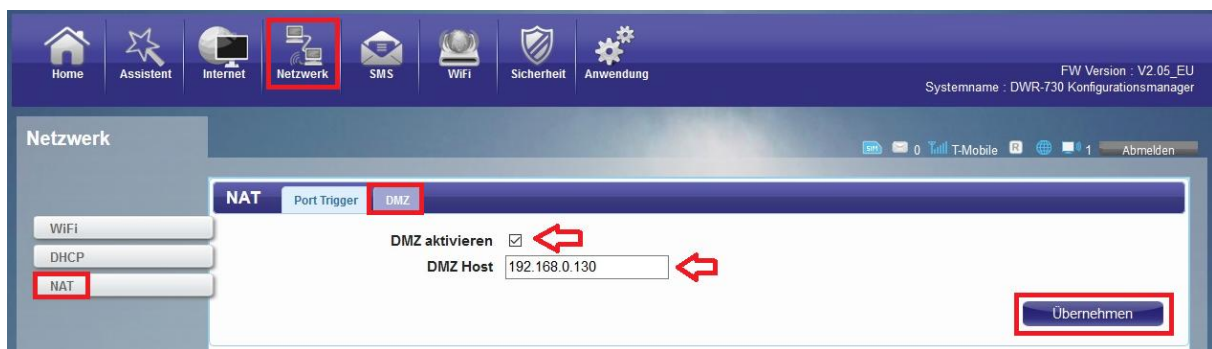 Home Assistent Internet Netzwerk SMS WiFi Sicherheit Anwendung
FW Version : V2.05_EU
Systemname : DWR-730 Konfigurationsmanager
Netzwerk
SIM 0 T-Mobile R 1 Abmelden
NAT Port Trigger DMZ
WiFi
DHCP
NAT
DMZ aktivieren
DMZ Host 192.168.0.130
Übernehmen